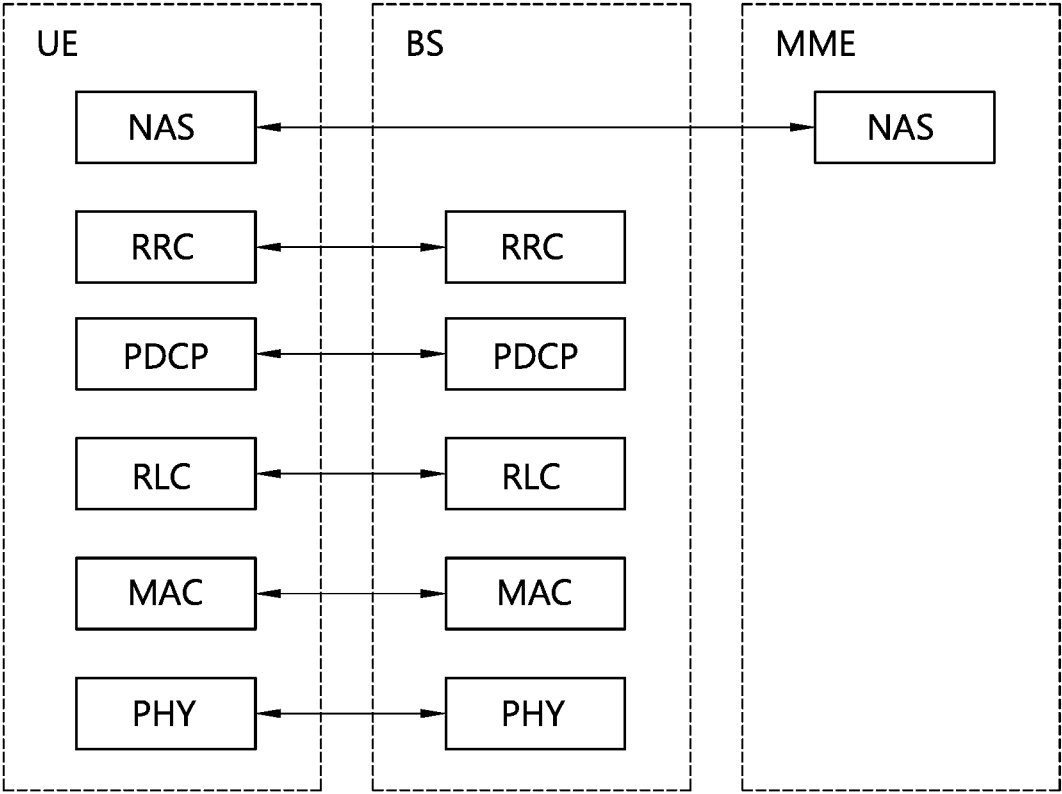 UE BS MME
NAS NAS
RRC RRC
PDCP PDCP
RLC RLC
MAC MAC
PHY PHY